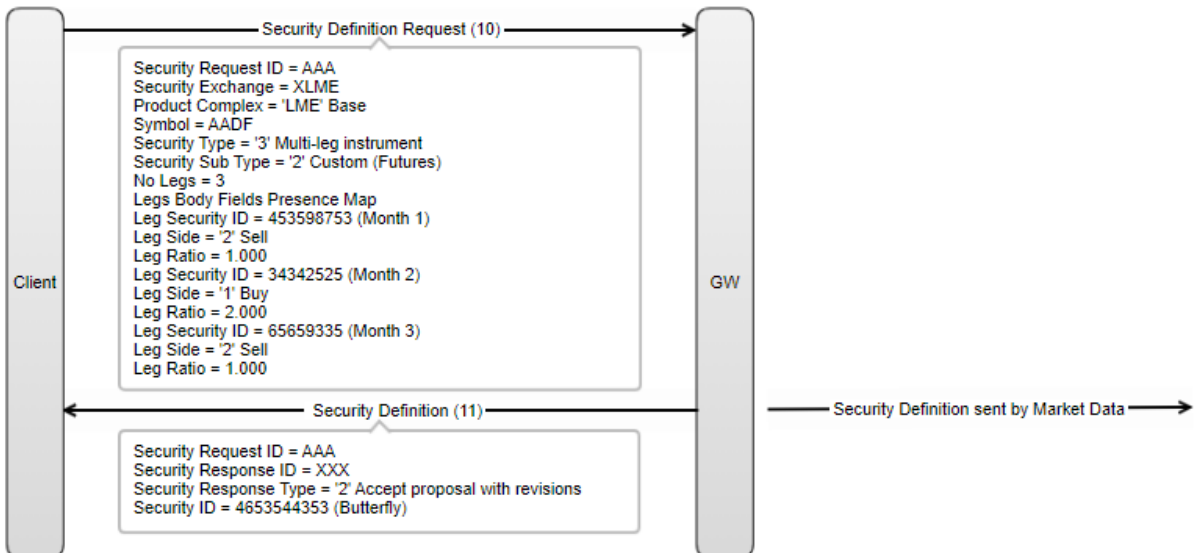 Security Definition Request (10)
Security Request ID = AAA
Security Exchange = XLME
Product Complex = 'LME' Base
Symbol = AADF
Security Type = '3' Multi-leg instrument
Security Sub Type = '2' Custom (Futures)
No Legs = 3
Legs Body Fields Presence Map
Leg Security ID = 453598753 (Month 1)
Leg Side = '2' Sell
Leg Ratio = 1.000
Leg Security ID = 34342525 (Month 2)
Leg Side = '1' Buy
Leg Ratio = 2.000
Leg Security ID = 65659335 (Month 3)
Leg Side = '2' Sell
Leg Ratio = 1.000
Client
GW
Security Definition (11)
Security Definition sent by Market Data
Security Request ID = AAA
Security Response ID = XXX
Security Response Type = '2' Accept proposal with revisions
Security ID = 4653544353 (Butterfly)